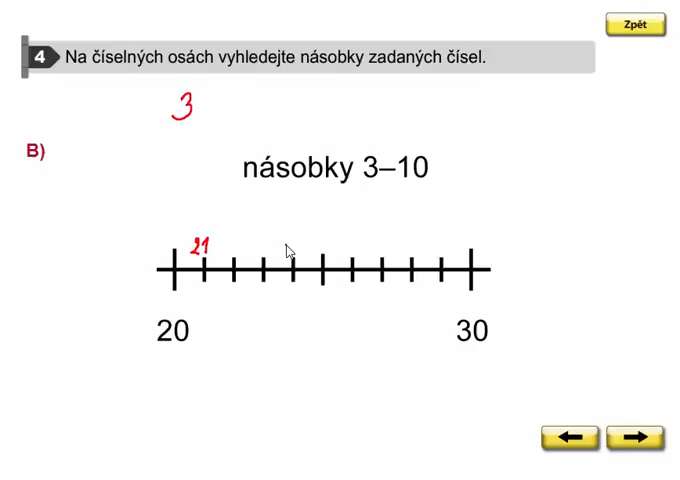 Zpět
4 Na číselných osách vyhledejte násobky zadaných čísel.
3
B)
násobky 3–10
21
20 30